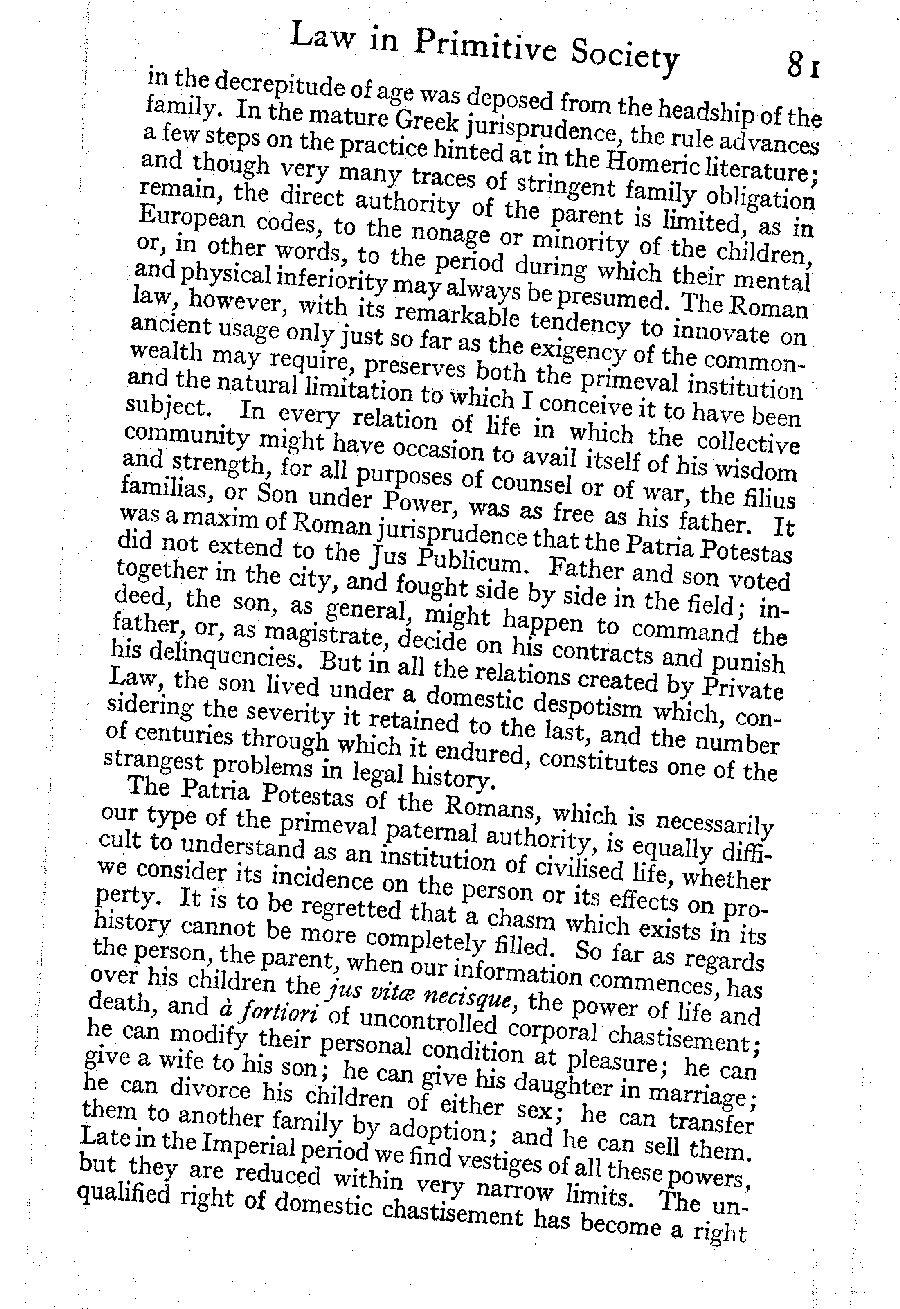 Law in Primitive Society 81
in the decrepitude of age was deposed from the headship of the
family. In the mature Greek jurisprudence, the rule advances
a few steps on the practice hinted at in the Homeric literature;
and though very many traces of stringent family obligation
remain, the direct authority of the parent is limited, as in
European codes, to the nonage or minority of the children,
or, in other words, to the period during which their mental
and physical inferiority may always be presumed. The Roman
law, however, with its remarkable tendency to innovate on
ancient usage only just so far as the exigency of the common-
wealth may require, preserves both the primeval institution
and the natural limitation to which I conceive it to have been
subject. In every relation of life in which the collective
community might have occasion to avail itself of his wisdom
and strength, for all purposes of counsel or of war, the filius
familias, or Son under Power, was as free as his father. It
was a maxim of Roman jurisprudence that the Patria Potestas
did not extend to the Jus Publicum. Father and son voted
together in the city, and fought side by side in the field; in-
deed, the son, as general, might happen to command the
father, or, as magistrate, decide on his contracts and punish
his delinquencies. But in all the relations created by Private
Law, the son lived under a domestic despotism which, con-
sidering the severity it retained to the last, and the number
of centuries through which it endured, constitutes one of the
strangest problems in legal history.
The Patria Potestas of the Romans, which is necessarily
our type of the primeval paternal authority, is equally diffi-
cult to understand as an institution of civilised life, whether
we consider its incidence on the person or its effects on pro-
perty. It is to be regretted that a chasm which exists in its
history cannot be more completely filled. So far as regards
the person, the parent, when our information commences, has
over his children the jus vitæ necisque, the power of life and
death, and à fortiori of uncontrolled corporal chastisement;
he can modify their personal condition at pleasure; he can
give a wife to his son; he can give his daughter in marriage;
he can divorce his children of either sex; he can transfer
them to another family by adoption; and he can sell them.
Late in the Imperial period we find vestiges of all these powers,
but they are reduced within very narrow limits. The un-
qualified right of domestic chastisement has become a right